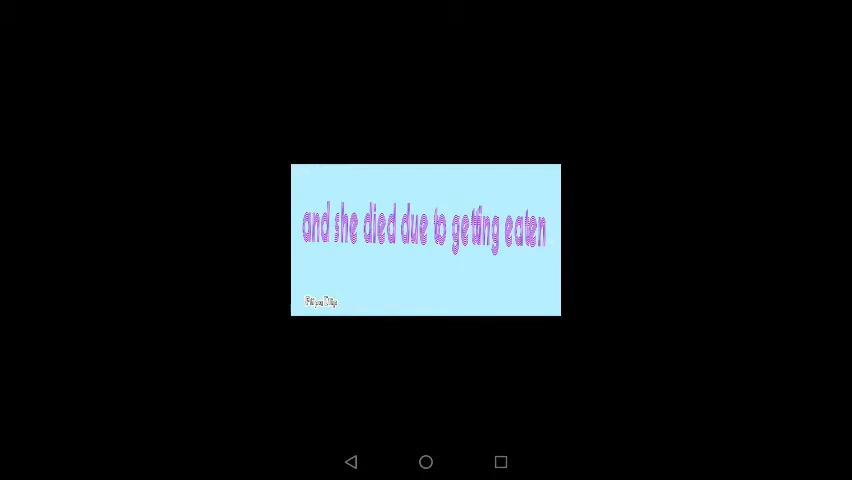 and she died due to getting eaten